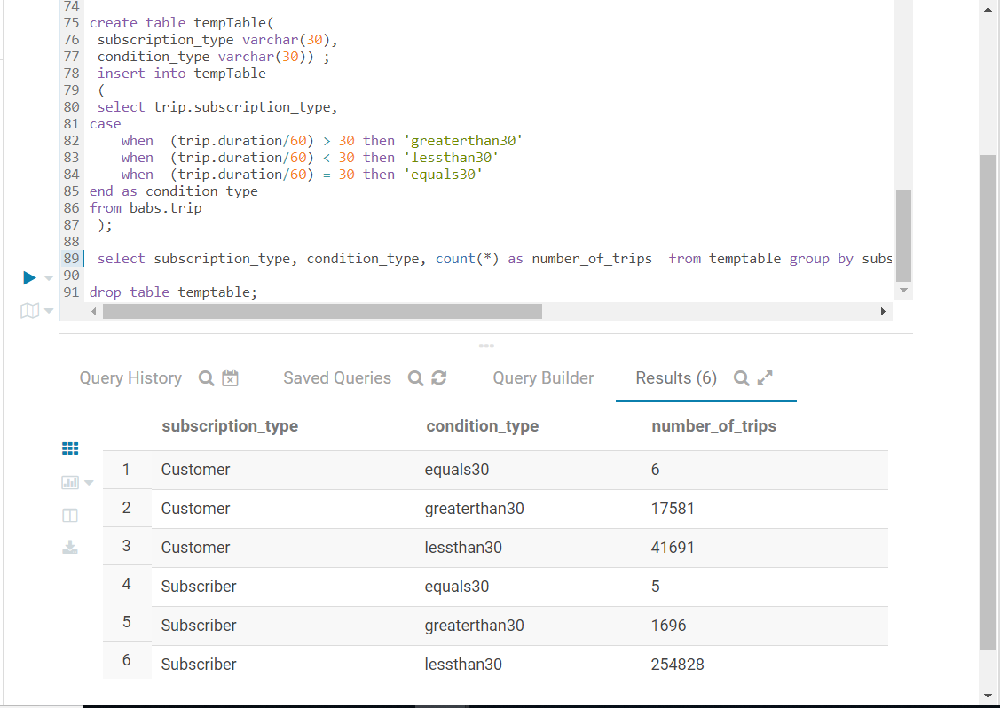 74
75 create table tempTable(
76 subscription_type varchar(30),
77 condition_type varchar(30)) ;
78 insert into tempTable
79 (
80 select trip.subscription_type,
81 case
82 when (trip.duration/60) > 30 then 'greaterthan30'
83 when (trip.duration/60) < 30 then 'lessthan30'
84 when (trip.duration/60) = 30 then 'equals30'
85 end as condition_type
86 from babs.trip
87 );
88
89 select subscription_type, condition_type, count(*) as number_of_trips from temptable group by subs
90
91 drop table temptable;
Query History Saved Queries Query Builder Results (6)
subscription_type condition_type number_of_trips
1 Customer equals30 6
2 Customer greaterthan30 17581
3 Customer lessthan30 41691
4 Subscriber equals30 5
5 Subscriber greaterthan30 1696
6 Subscriber lessthan30 254828